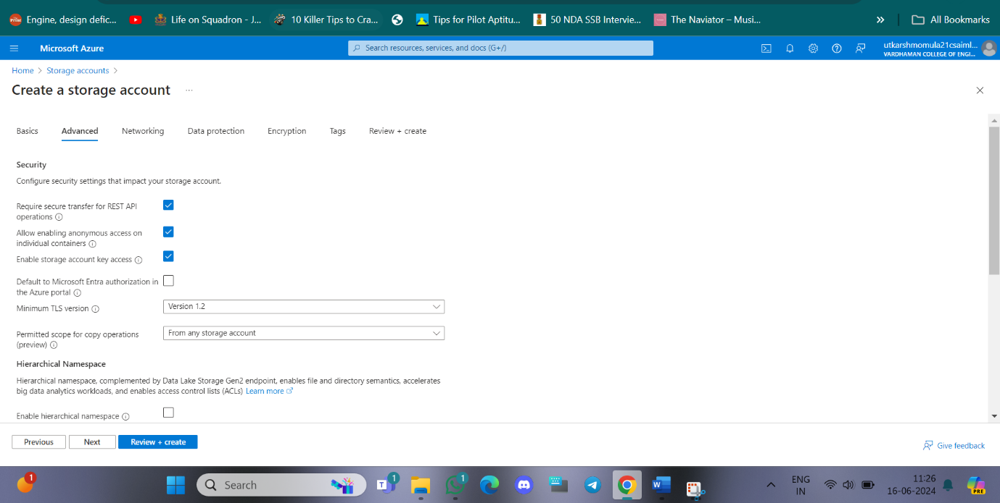 Engine, design defic...
Life on Squadron - J...
10 Killer Tips to Cra...
Tips for Pilot Aptitu...
50 NDA SSB Intervie...
The Naviator – Musi...
All Bookmarks
Microsoft Azure
Search resources, services, and docs (G+/)
utkarshmomula21csaiml...
VARDHAMAN COLLEGE OF ENGI...
Home > Storage accounts >
Create a storage account ...
Basics
Advanced
Networking
Data protection
Encryption
Tags
Review + create
Security
Configure security settings that impact your storage account.
Require secure transfer for REST API
operations
Allow enabling anonymous access on
individual containers
Enable storage account key access
Default to Microsoft Entra authorization in
the Azure portal
Minimum TLS version
Version 1.2
Permitted scope for copy operations
(preview)
From any storage account
Hierarchical Namespace
Hierarchical namespace, complemented by Data Lake Storage Gen2 endpoint, enables file and directory semantics, accelerates
big data analytics workloads, and enables access control lists (ACLs) Learn more
Enable hierarchical namespace
Previous
Next
Review + create
Give feedback
1
Search
T
1
1
W
ENG
IN
11:26
16-06-2024
PRE